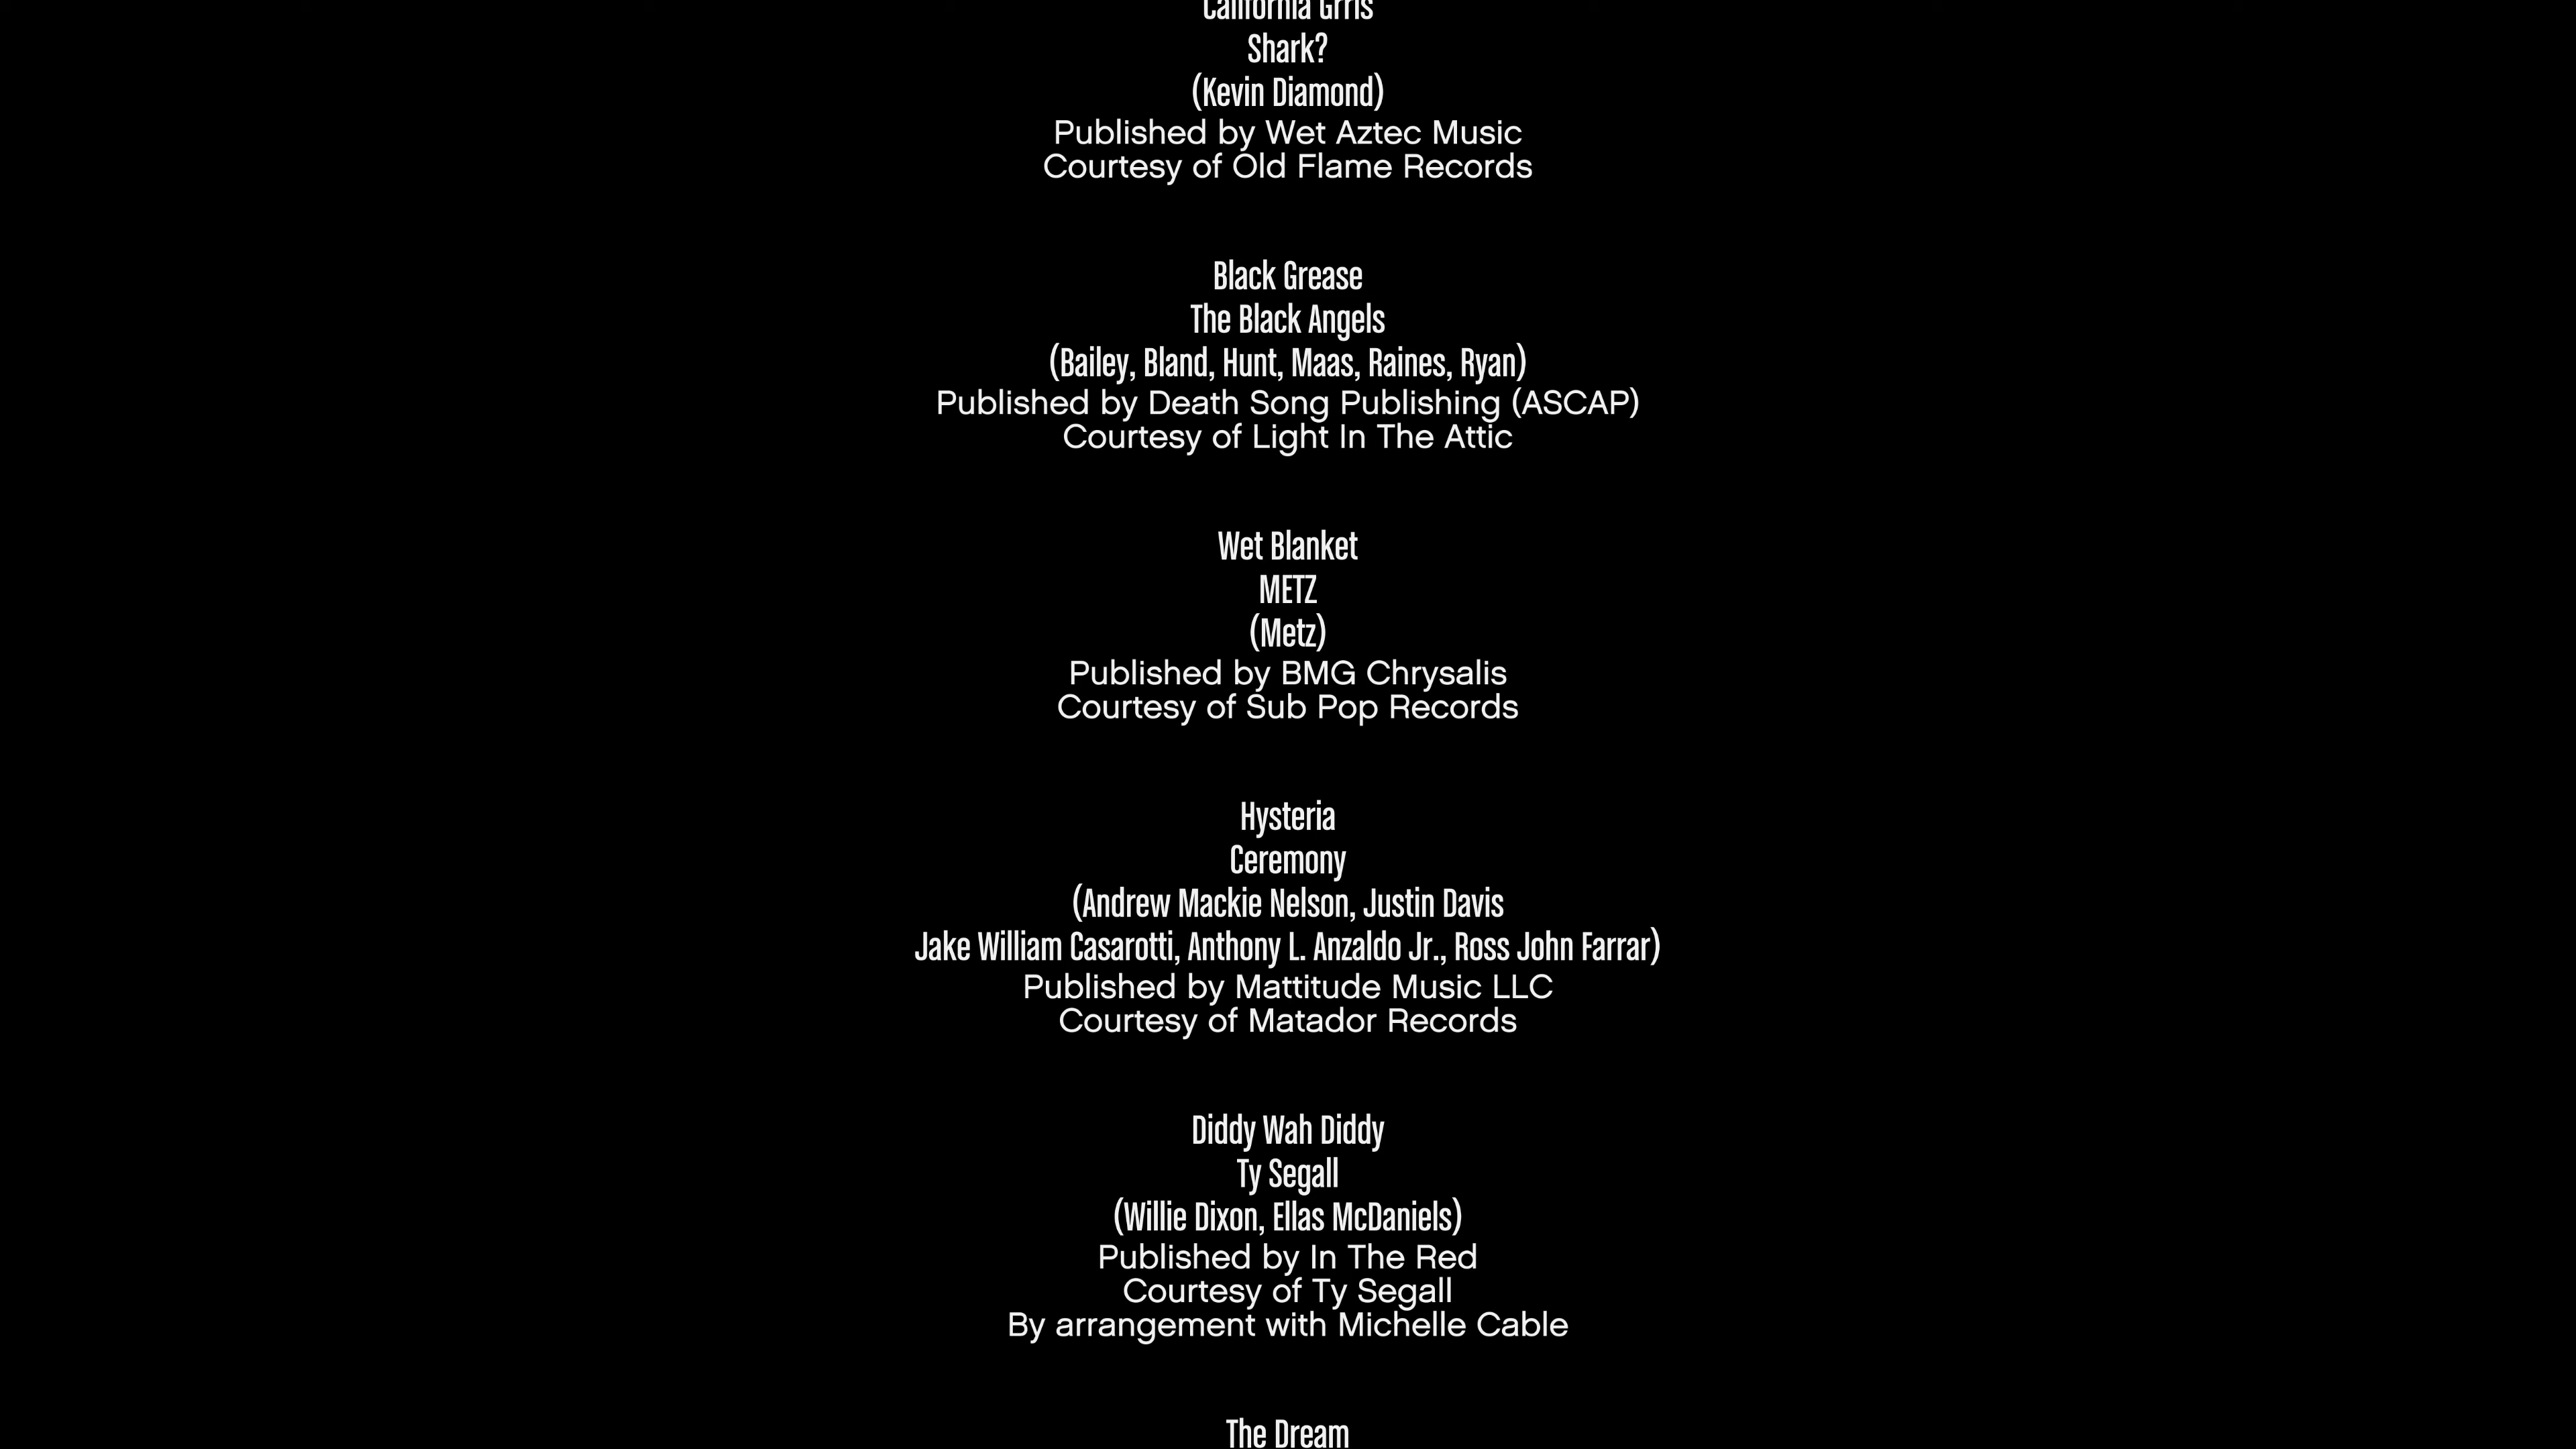 California Grrls
Shark?
(Kevin Diamond)
Published by Wet Aztec Music
Courtesy of Old Flame Records
Black Grease
The Black Angels
(Bailey, Bland, Hunt, Maas, Raines, Ryan)
Published by Death Song Publishing (ASCAP)
Courtesy of Light In The Attic
Wet Blanket
METZ
(Metz)
Published by BMG Chrysalis
Courtesy of Sub Pop Records
Hysteria
Ceremony
(Andrew Mackie Nelson, Justin Davis
Jake William Casarotti, Anthony L. Anzaldo Jr., Ross John Farrar)
Published by Mattitude Music LLC
Courtesy of Matador Records
Diddy Wah Diddy
Ty Segall
(Willie Dixon, Ellas McDaniels)
Published by In The Red
Courtesy of Ty Segall
By arrangement with Michelle Cable
The Dream